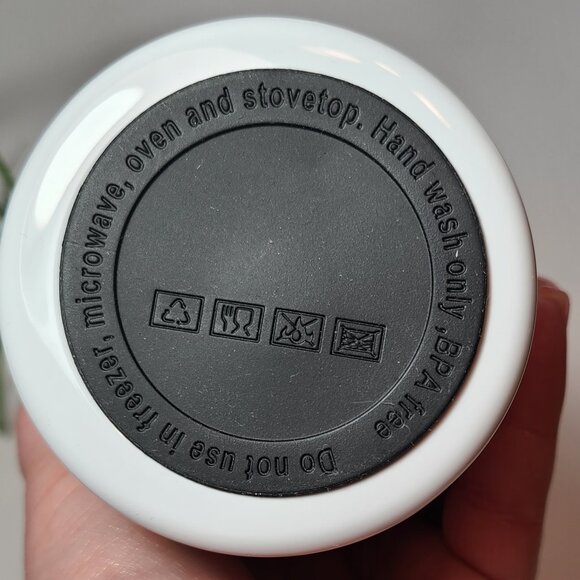 Do not use in freezer, microwave, oven and stovetop. Hand wash only ,BPA free